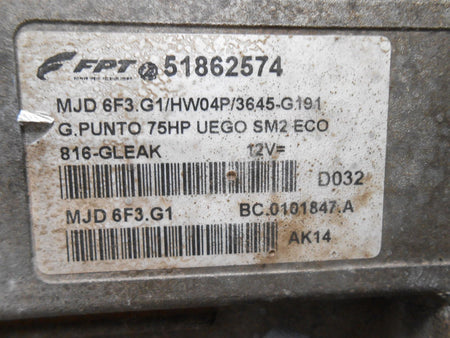 FPT 51862574
MJD 6F3.G1/HW04P/3645-G191
G.PUNTO 75HP UEGO SM2 ECO
816-GLEAK 12V=
D032
MJD 6F3.G1 BC.0101847.A
AK14